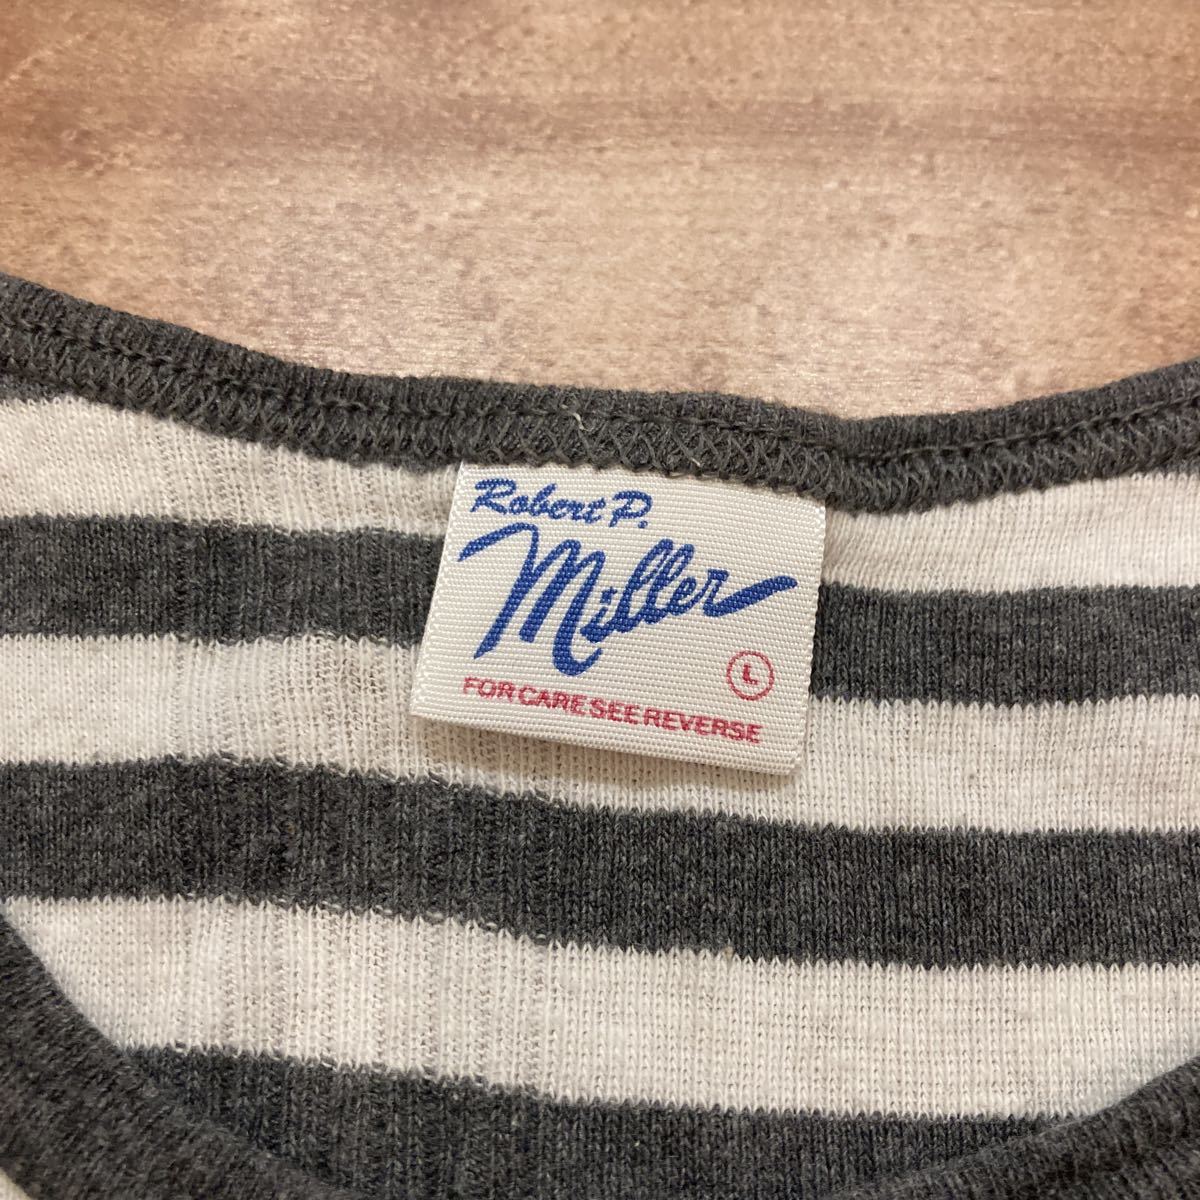 Robert P.
Miller
L
FOR CARE SEE REVERSE